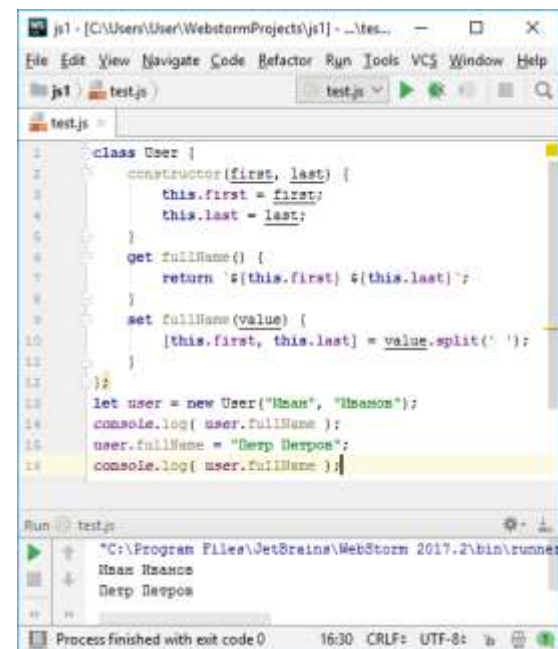 js1 - [C:\Users\User\WebstormProjects\js1] - ...\tes...
File Edit View Navigate Code Refactor Run Tools VCS Window Help
js1 test.js test.js
test.js
1 class User {
2 constructor(first, last) {
3 this.first = first;
4 this.last = last;
5 }
6 get fullName() {
7 return `${this.first} ${this.last}`;
8 }
9 set fullName(value) {
10 [this.first, this.last] = value.split(' ');
11 }
12 };
13 let user = new User("Иван", "Иванов");
14 console.log( user.fullName );
15 user.fullName = "Петр Петров";
16 console.log( user.fullName );
Run test.js
"C:\Program Files\JetBrains\WebStorm 2017.2\bin\runner
Иван Иванов
Петр Петров
Process finished with exit code 0 16:30 CRLF÷ UTF-8÷